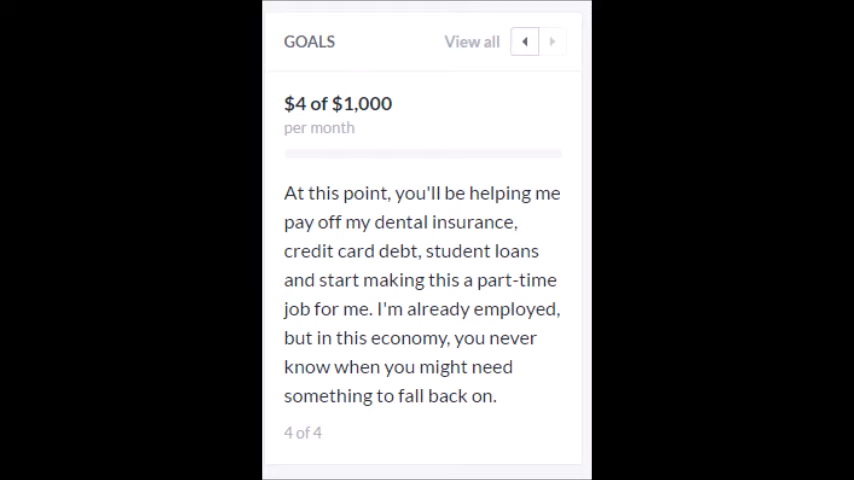 GOALS View all
$4 of $1,000
per month
At this point, you'll be helping me
pay off my dental insurance,
credit card debt, student loans
and start making this a part-time
job for me. I'm already employed,
but in this economy, you never
know when you might need
something to fall back on.
4 of 4